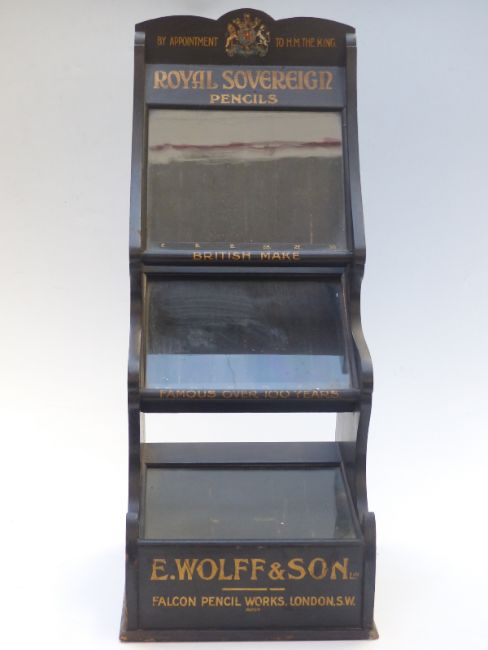 BY APPOINTMENT TO H.M. THE KING.
ROYAL SOVEREIGN
PENCILS
BRITISH MAKE
FAMOUS OVER 100 YEARS
E. WOLFF & SON. LTD
FALCON PENCIL WORKS, LONDON, S.W.